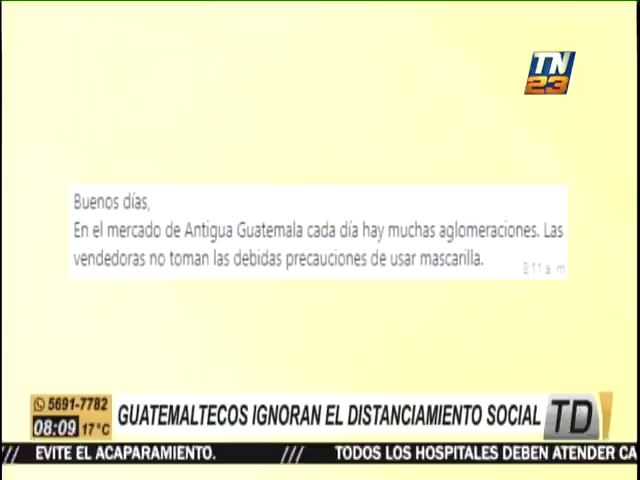 TN
23
Buenos días,
En el mercado de Antigua Guatemala cada día hay muchas aglomeraciones. Las
vendedoras no toman las debidas precauciones de usar mascarilla.
8:11 a. m
5691-7782
08:09 17°C
GUATEMALTECOS IGNORAN EL DISTANCIAMIENTO SOCIAL
TD
/// EVITE EL ACAPARAMIENTO. /// TODOS LOS HOSPITALES DEBEN ATENDER CA